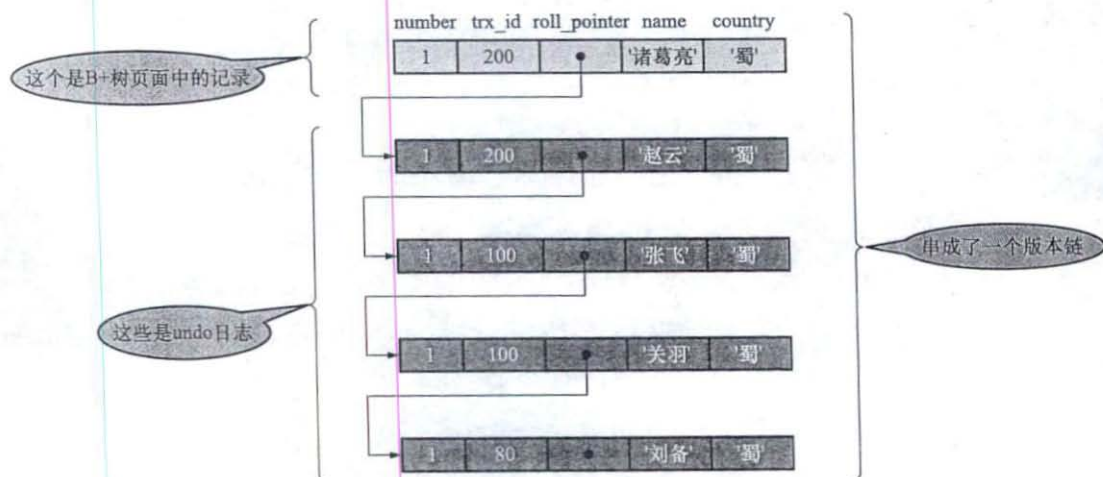 number trx_id roll_pointer name country
1 200 '诸葛亮' '蜀'
这个是B+树页面中的记录
1 200 '赵云' '蜀'
1 100 '张飞' '蜀'
串成了一个版本链
这些是undo日志
1 100 '关羽' '蜀'
1 80 '刘备' '蜀'